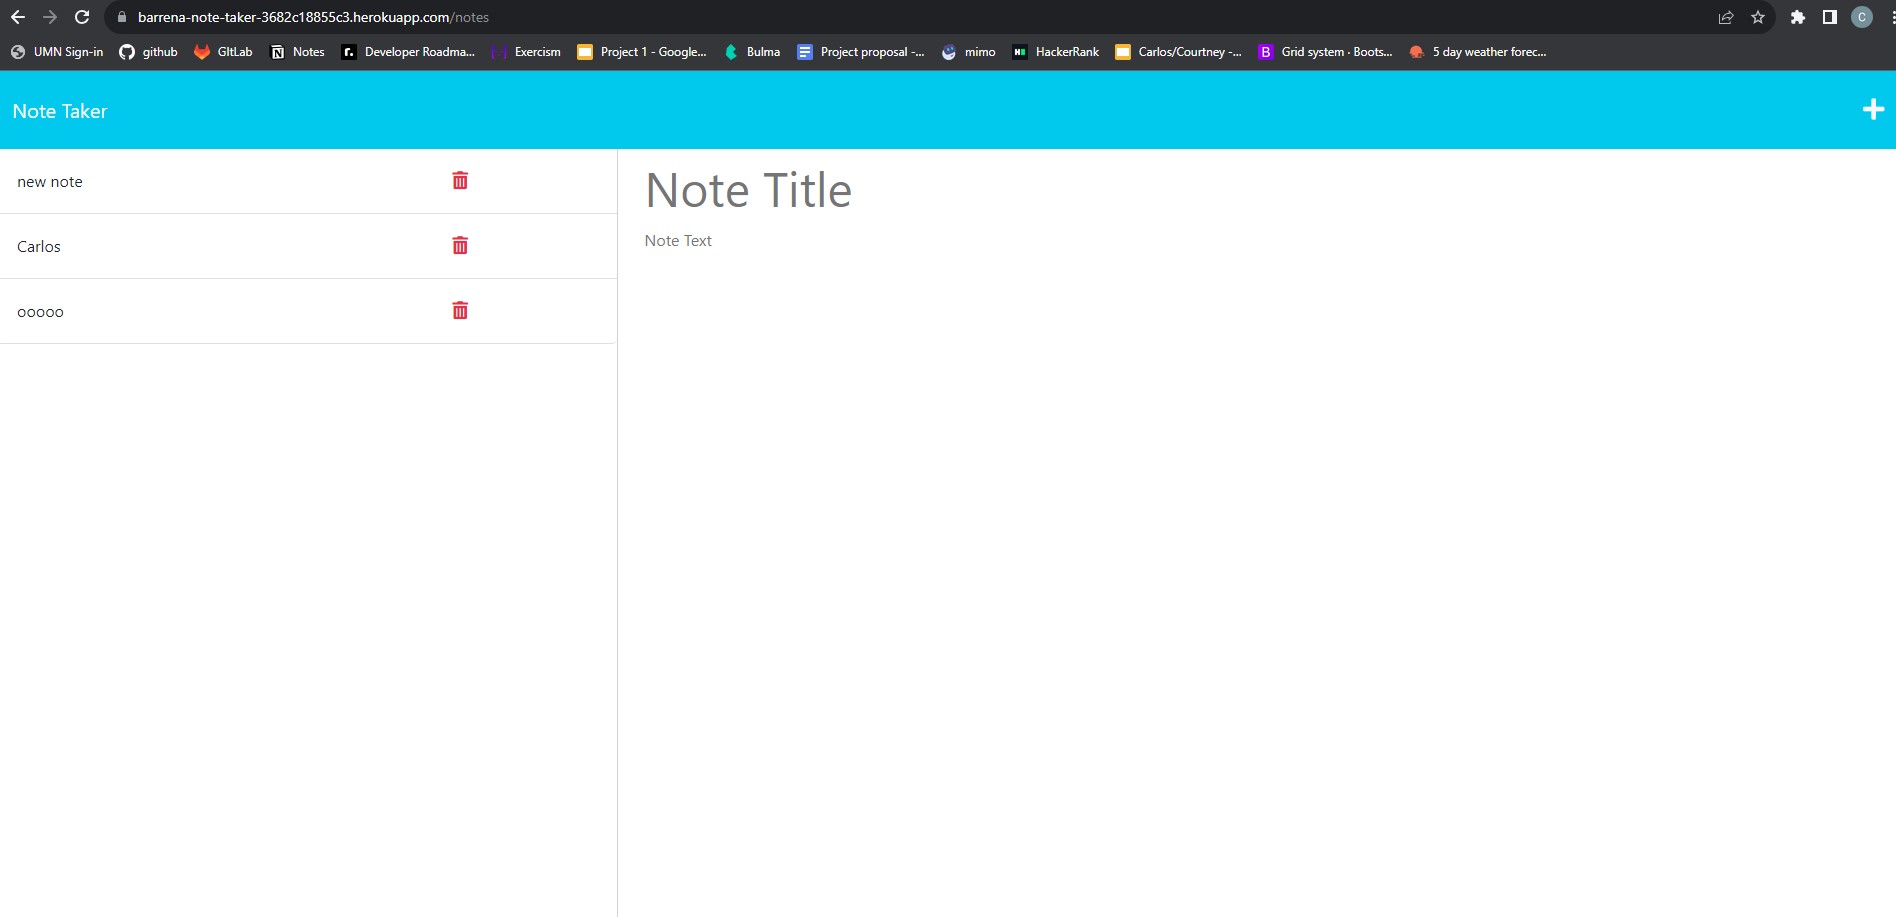 barrena-note-taker-3682c18855c3.herokuapp.com/notes
C
UMN Sign-in github GItLab Notes Developer Roadma... Exercism Project 1 - Google... Bulma Project proposal -... mimo HackerRank Carlos/Courtney -... B Grid system · Boots... 5 day weather forec...
Note Taker
new note
Carlos
ooooo
Note Title
Note Text